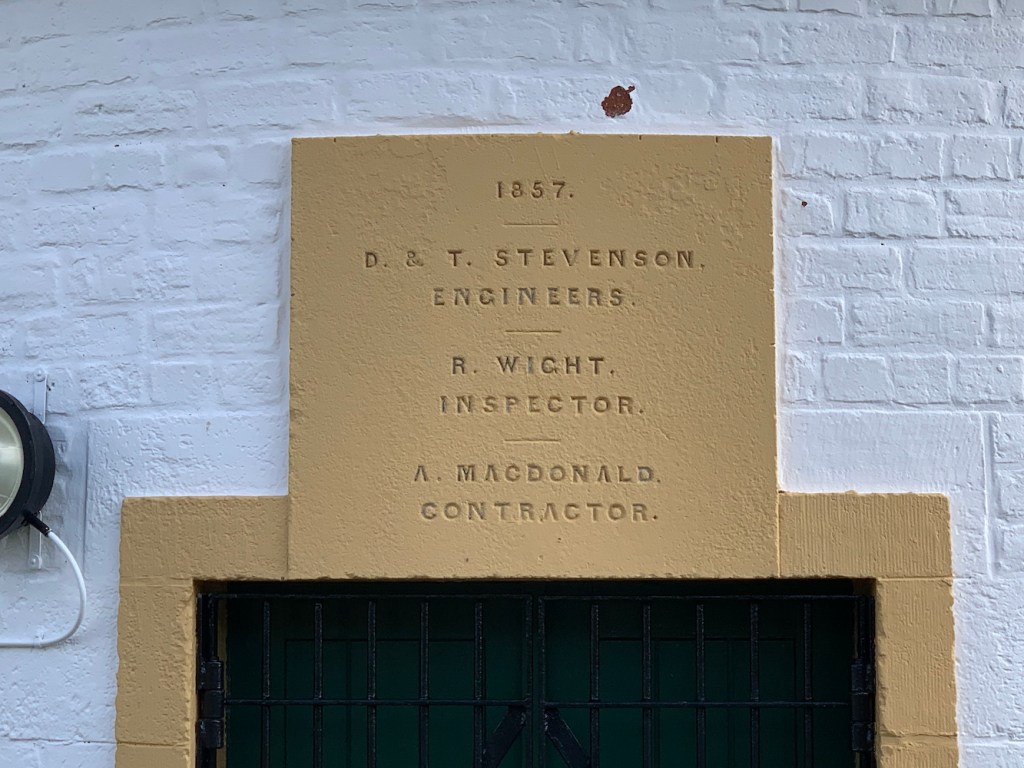 1857.
D. & T. STEVENSON.
ENGINEERS.
R. WIGHT.
INSPECTOR.
A. MACDONALD.
CONTRACTOR.